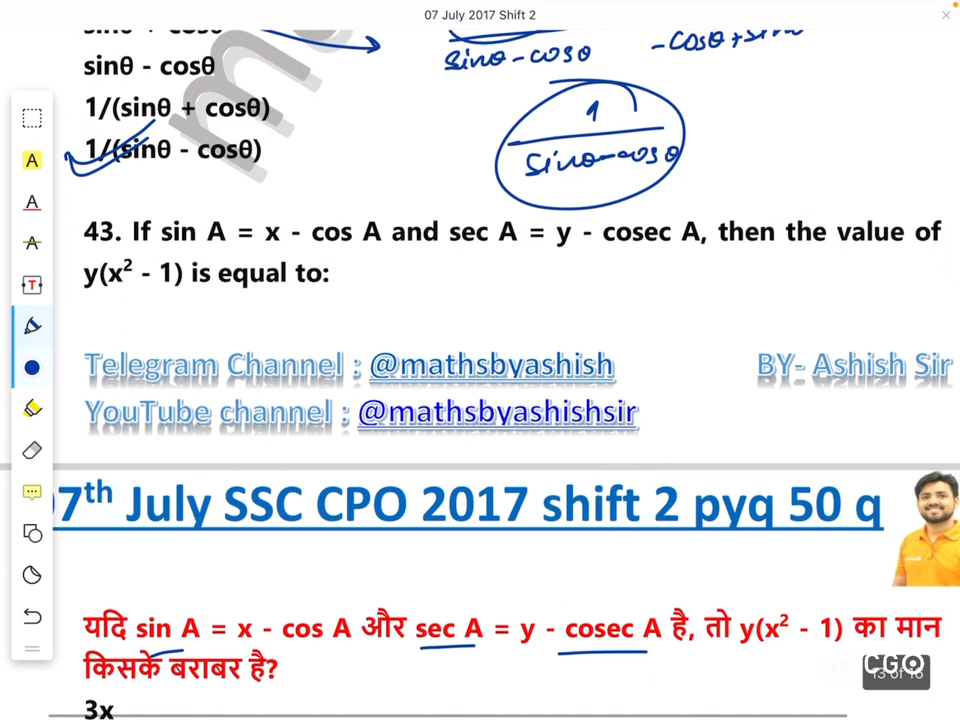 07 July 2017 Shift 2
sinθ - cosθ
sinθ - cosθ
1/(sinθ + cosθ)
1
1/(sinθ - cosθ)
sinθ-cosθ
43. If sin A = x - cos A and sec A = y - cosec A, then the value of
y(x² - 1) is equal to:
Telegram Channel : @mathsbyashish BY- Ashish Sir
YouTube channel : @mathsbyashishsir
7th July SSC CPO 2017 shift 2 pyq 50 q
यदि sin A = x - cos A और sec A = y - cosec A है, तो y(x² - 1) का मान
किसके बराबर है?
CGO
13 of 16
3x